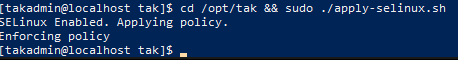 [takadmin@localhost tak]$ cd /opt/tak && sudo ./apply-selinux.sh
SELinux Enabled. Applying policy.
Enforcing policy
[takadmin@localhost tak]$